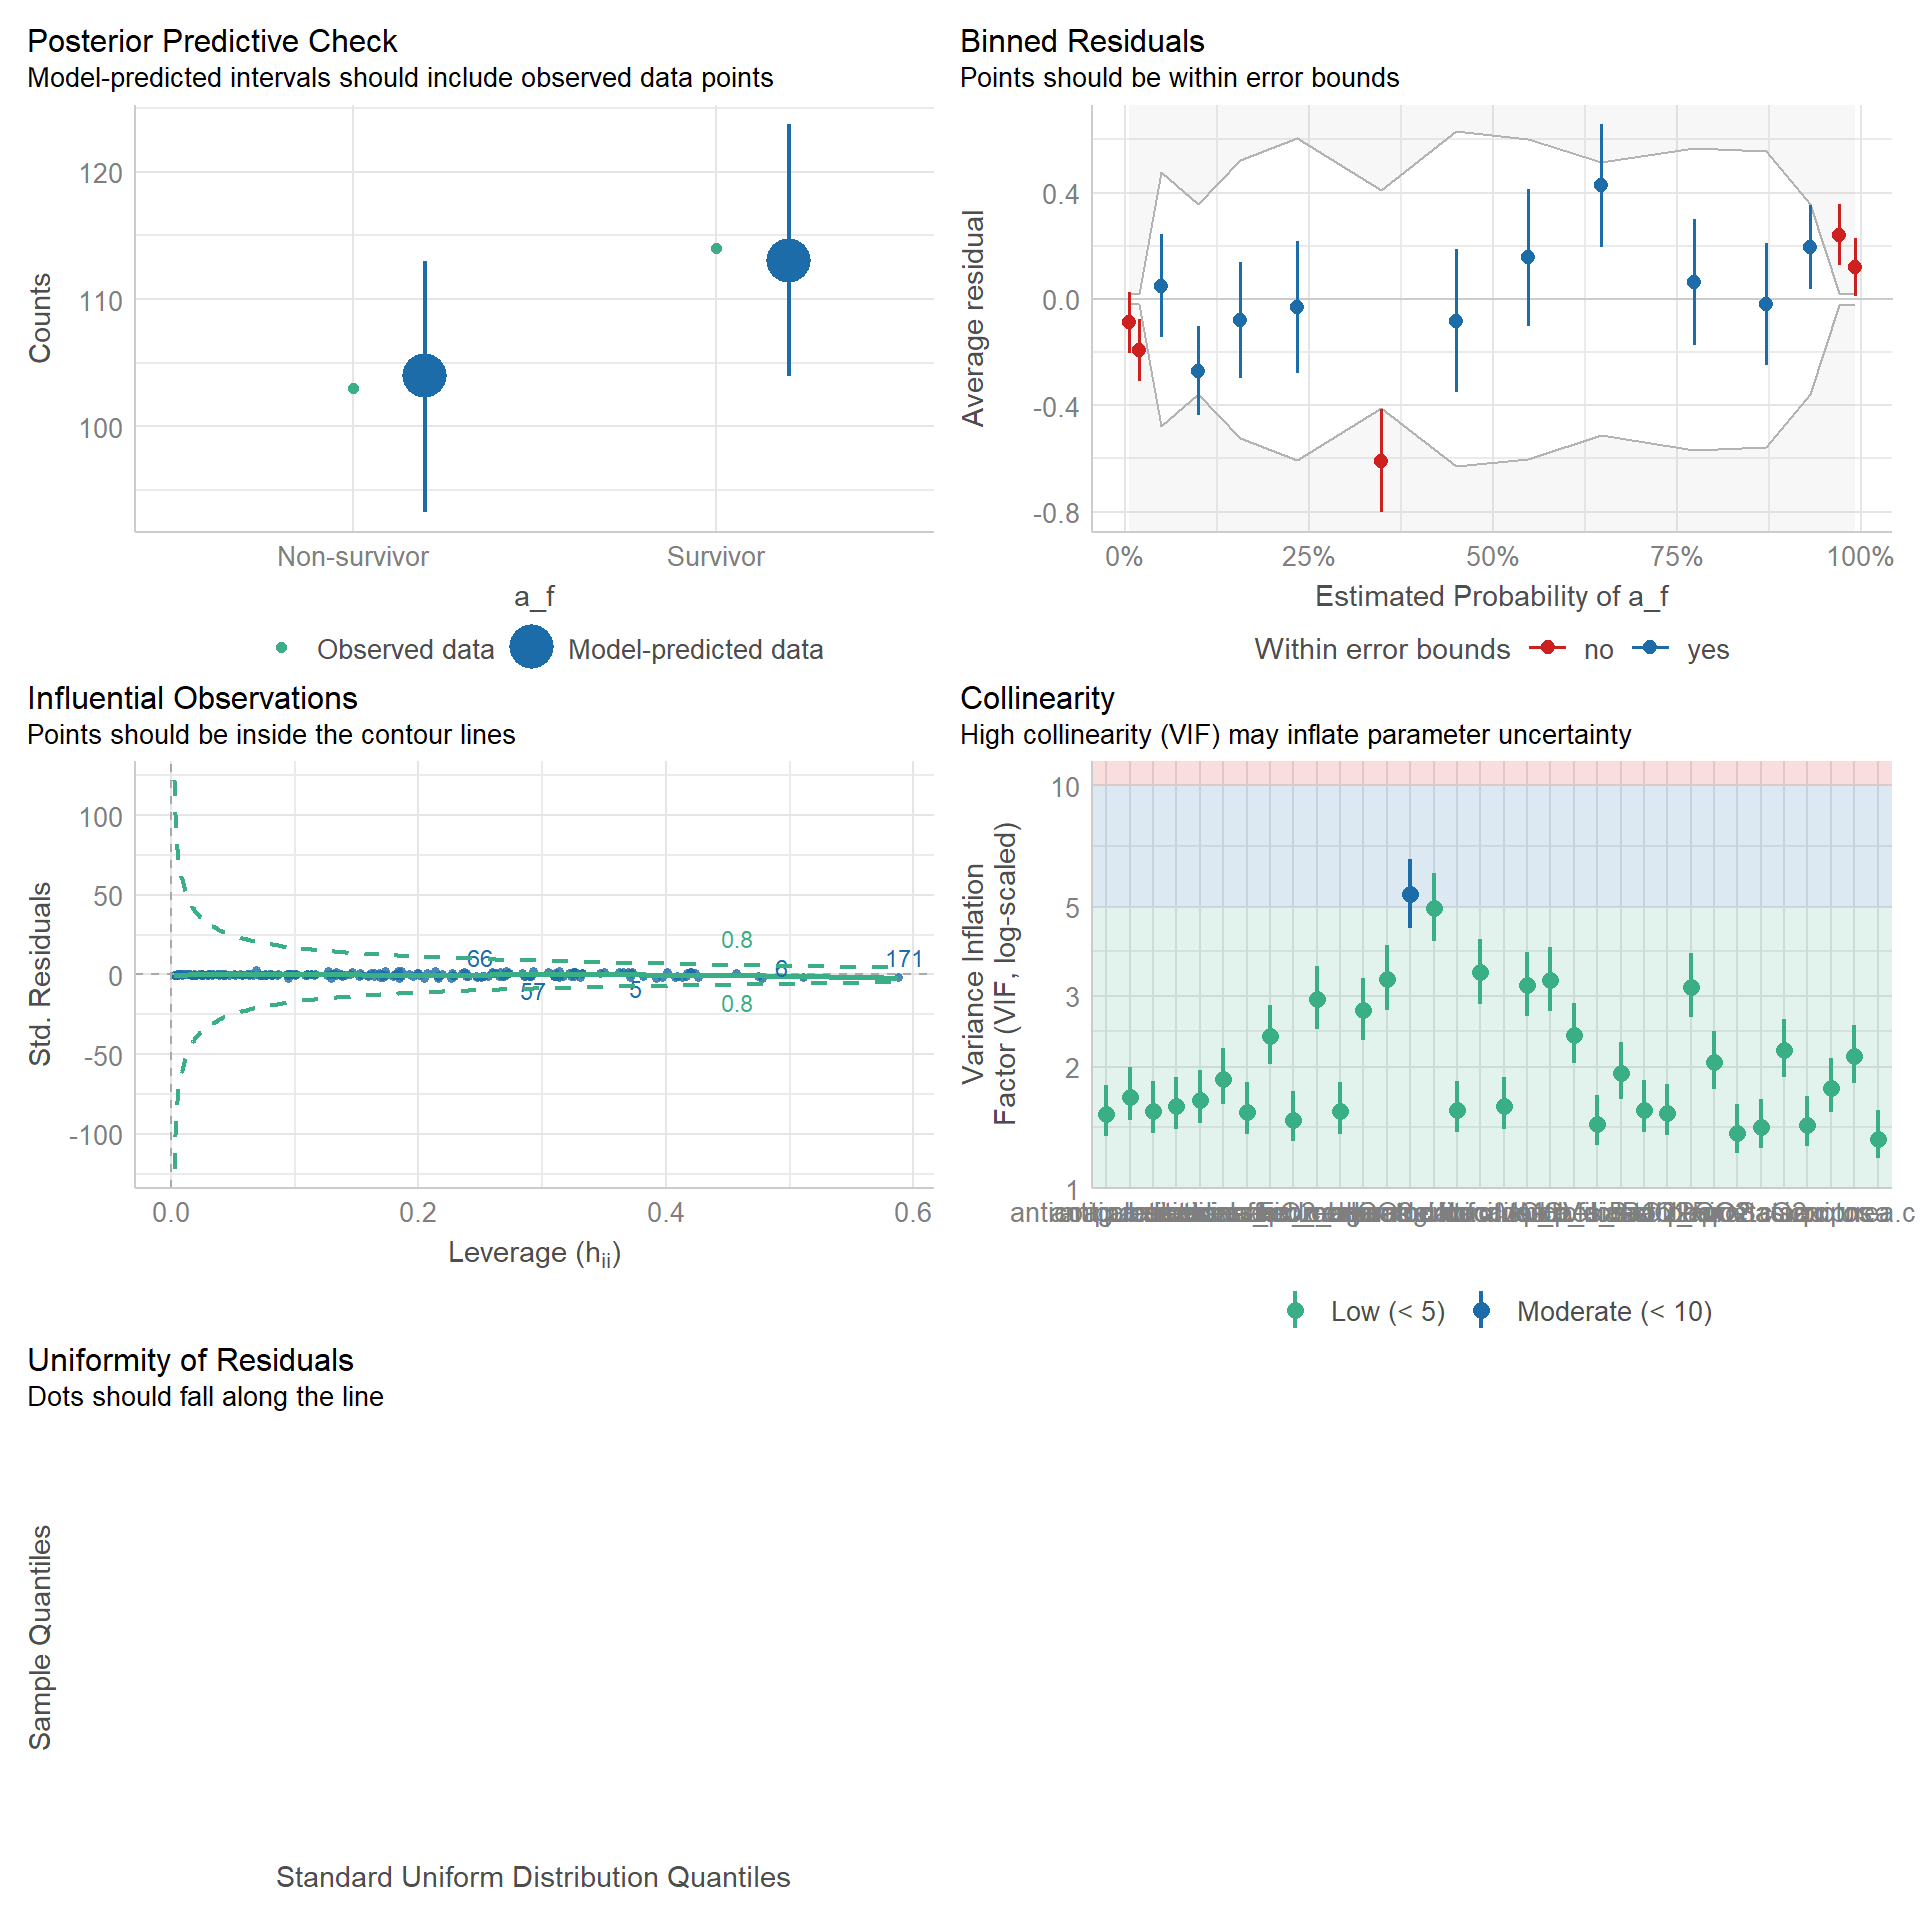 Posterior Predictive Check
Model-predicted intervals should include observed data points
Counts
120
110
100
Non-survivor
Survivor
a_f
Observed data
Model-predicted data
Binned Residuals
Points should be within error bounds
Average residual
0.4
0.0
-0.4
-0.8
0%
25%
50%
75%
100%
Estimated Probability of a_f
Within error bounds
no
yes
Influential Observations
Points should be inside the contour lines
Std. Residuals
100
50
0
-50
-100
0.8
66
6
171
57
5
0.8
0.0
0.2
0.4
0.6
Leverage (hii)
Collinearity
High collinearity (VIF) may inflate parameter uncertainty
Variance Inflation
Factor (VIF, log-scaled)
10
5
3
2
1
Low (< 5)
Moderate (< 10)
Uniformity of Residuals
Dots should fall along the line
Sample Quantiles
Standard Uniform Distribution Quantiles